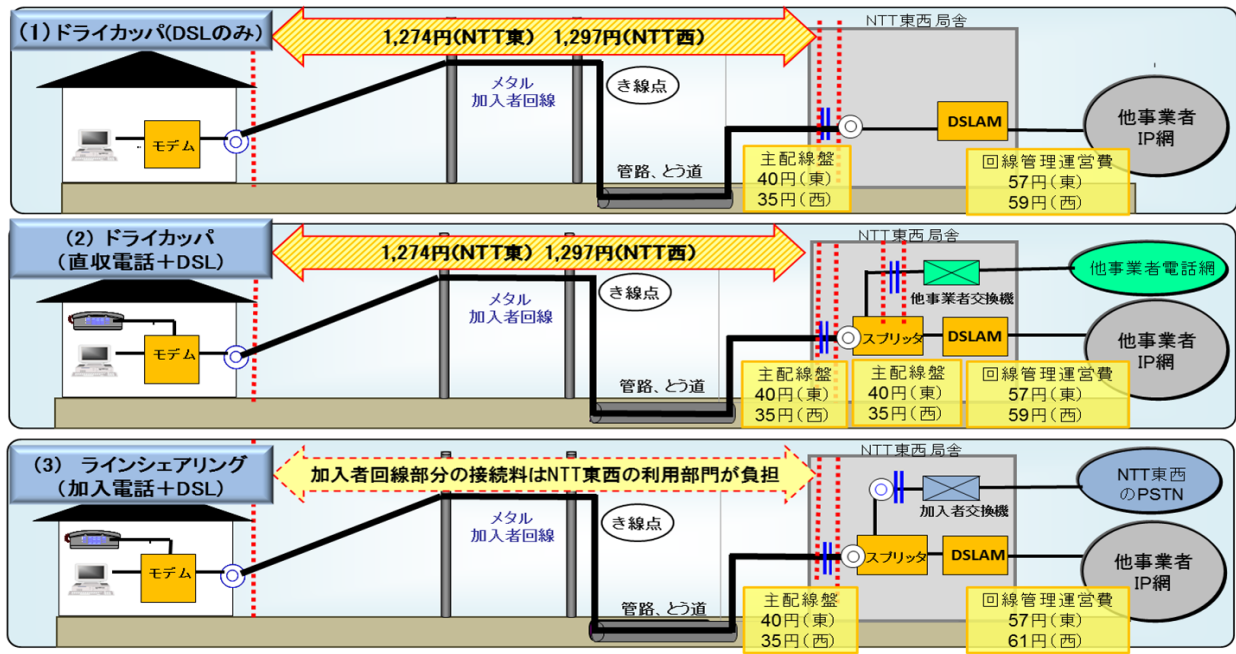 (1)ドライカッパ(DSLのみ)
1,274円(NTT東) 1,297円(NTT西)
NTT東西局舎
メタル
加入者回線
き線点
モデム
管路、とう道
DSLAM
他事業者
IP網
主配線盤
40円(東)
35円(西)
回線管理運営費
57円(東)
59円(西)
(2) ドライカッパ
(直収電話+DSL)
1,274円(NTT東) 1,297円(NTT西)
NTT東西局舎
メタル
加入者回線
き線点
モデム
管路、とう道
他事業者交換機
他事業者電話網
スプリッタ
DSLAM
他事業者
IP網
主配線盤
40円(東)
35円(西)
主配線盤
40円(東)
35円(西)
回線管理運営費
57円(東)
59円(西)
(3) ラインシェアリング
(加入電話+DSL)
加入者回線部分の接続料はNTT東西の利用部門が負担
NTT東西局舎
メタル
加入者回線
き線点
モデム
管路、とう道
加入者交換機
NTT東西
のPSTN
スプリッタ
DSLAM
他事業者
IP網
主配線盤
40円(東)
35円(西)
回線管理運営費
57円(東)
61円(西)